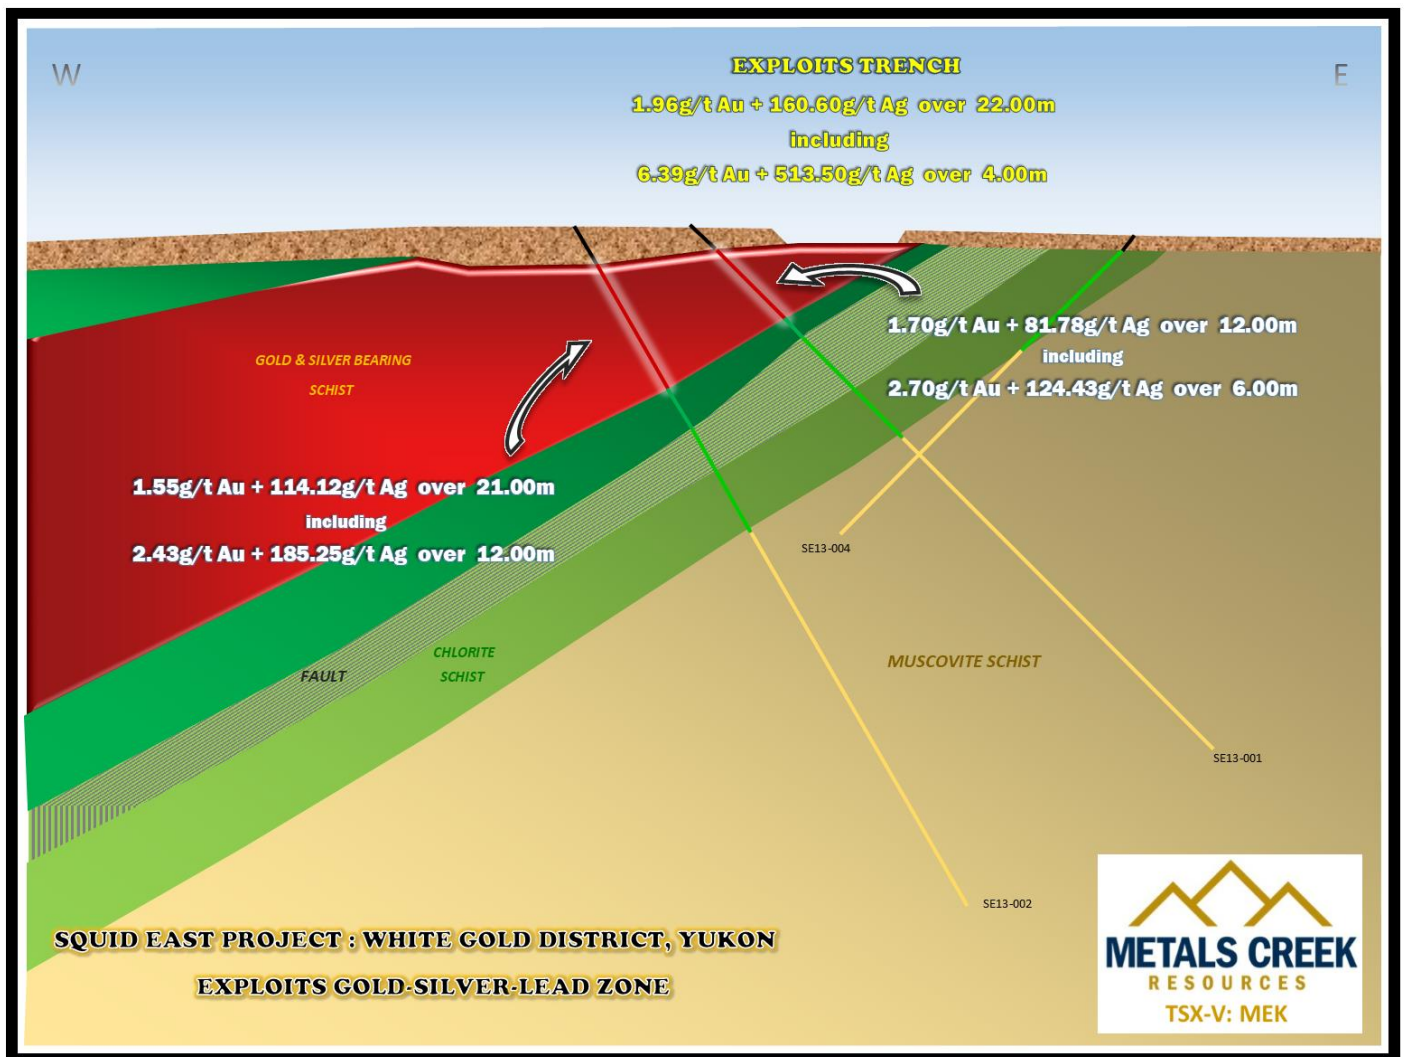 W
E
EXPLOITS TRENCH
1.96g/t Au + 160.60g/t Ag over 22.00m
including
6.39g/t Au + 513.50g/t Ag over 4.00m
1.70g/t Au + 81.78g/t Ag over 12.00m
including
2.70g/t Au + 124.43g/t Ag over 6.00m
GOLD & SILVER BEARING
SCHIST
1.55g/t Au + 114.12g/t Ag over 21.00m
including
2.43g/t Au + 185.25g/t Ag over 12.00m
SE13-004
FAULT
CHLORITE
SCHIST
MUSCOVITE SCHIST
SE13-001
SE13-002
SQUID EAST PROJECT : WHITE GOLD DISTRICT, YUKON
EXPLOITS GOLD-SILVER-LEAD ZONE
METALS CREEK
RESOURCES
TSX-V: MEK